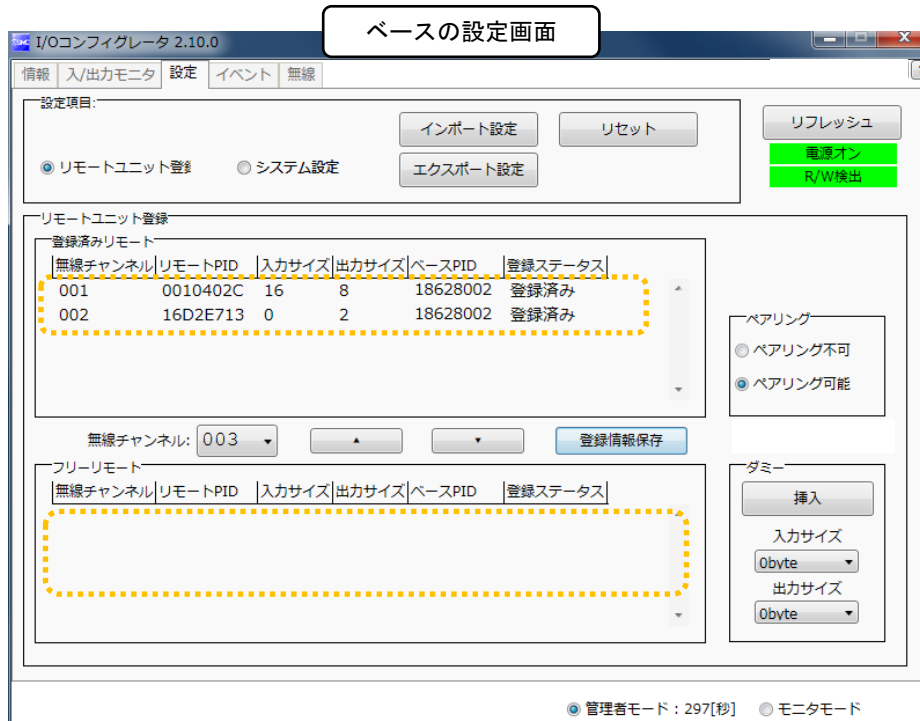 ベースの設定画面
I/Oコンフィグレータ 2.10.0
情報 入/出力モニタ 設定 イベント 無線
設定項目:
インポート設定 リセット リフレッシュ
電源オン
リモートユニット登録 システム設定 エクスポート設定
R/W検出
リモートユニット登録
登録済みリモート
無線チャンネル リモートPID 入力サイズ 出力サイズ ベースPID 登録ステータス
001 0010402C 16 8 18628002 登録済み
002 16D2E713 0 2 18628002 登録済み
ペアリング
ペアリング不可
ペアリング可能
無線チャンネル: 003 登録情報保存
フリーリモート
無線チャンネル リモートPID 入力サイズ 出力サイズ ベースPID 登録ステータス
ダミー
挿入
入力サイズ
0byte
出力サイズ
0byte
管理者モード：297[秒] モニタモード